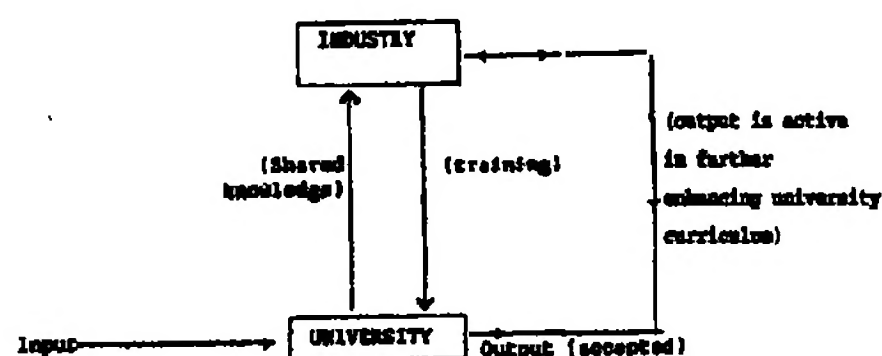 INDUSTRY
(Shared
knowledge)
(training)
(output is active
in further
enhancing university
curriculum)
Input
UNIVERSITY
Output (accepted)